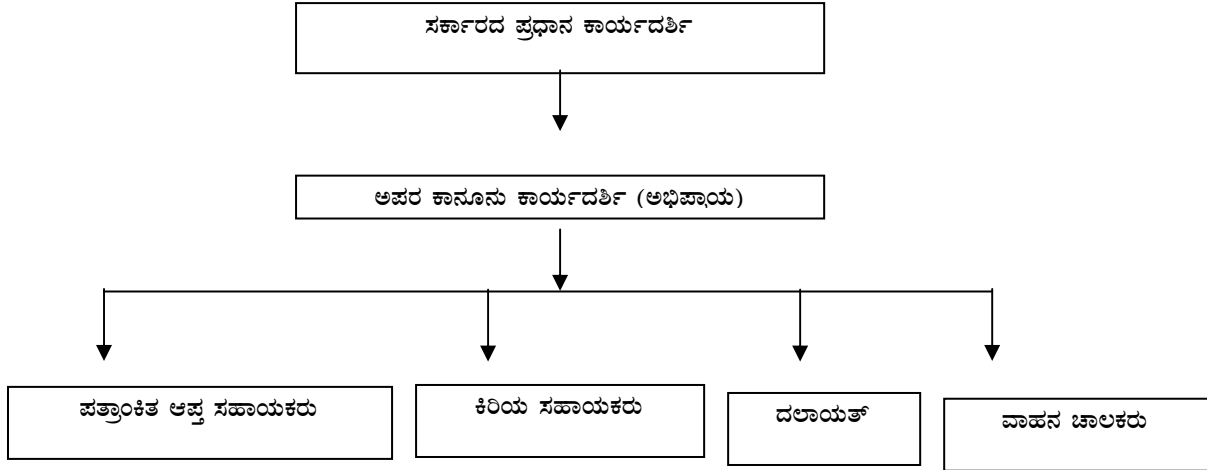 ಸರ್ಕಾರದ ಪ್ರಧಾನ ಕಾರ್ಯದರ್ಶಿ
ಅಪರ ಕಾನೂನು ಕಾರ್ಯದರ್ಶಿ (ಅಭಿಪ್ರಾಯ)
ಪತ್ರಾಂಕಿತ ಆಪ್ತ ಸಹಾಯಕರು
ಕಿರಿಯ ಸಹಾಯಕರು
ದಲಾಯತ್
ವಾಹನ ಚಾಲಕರು